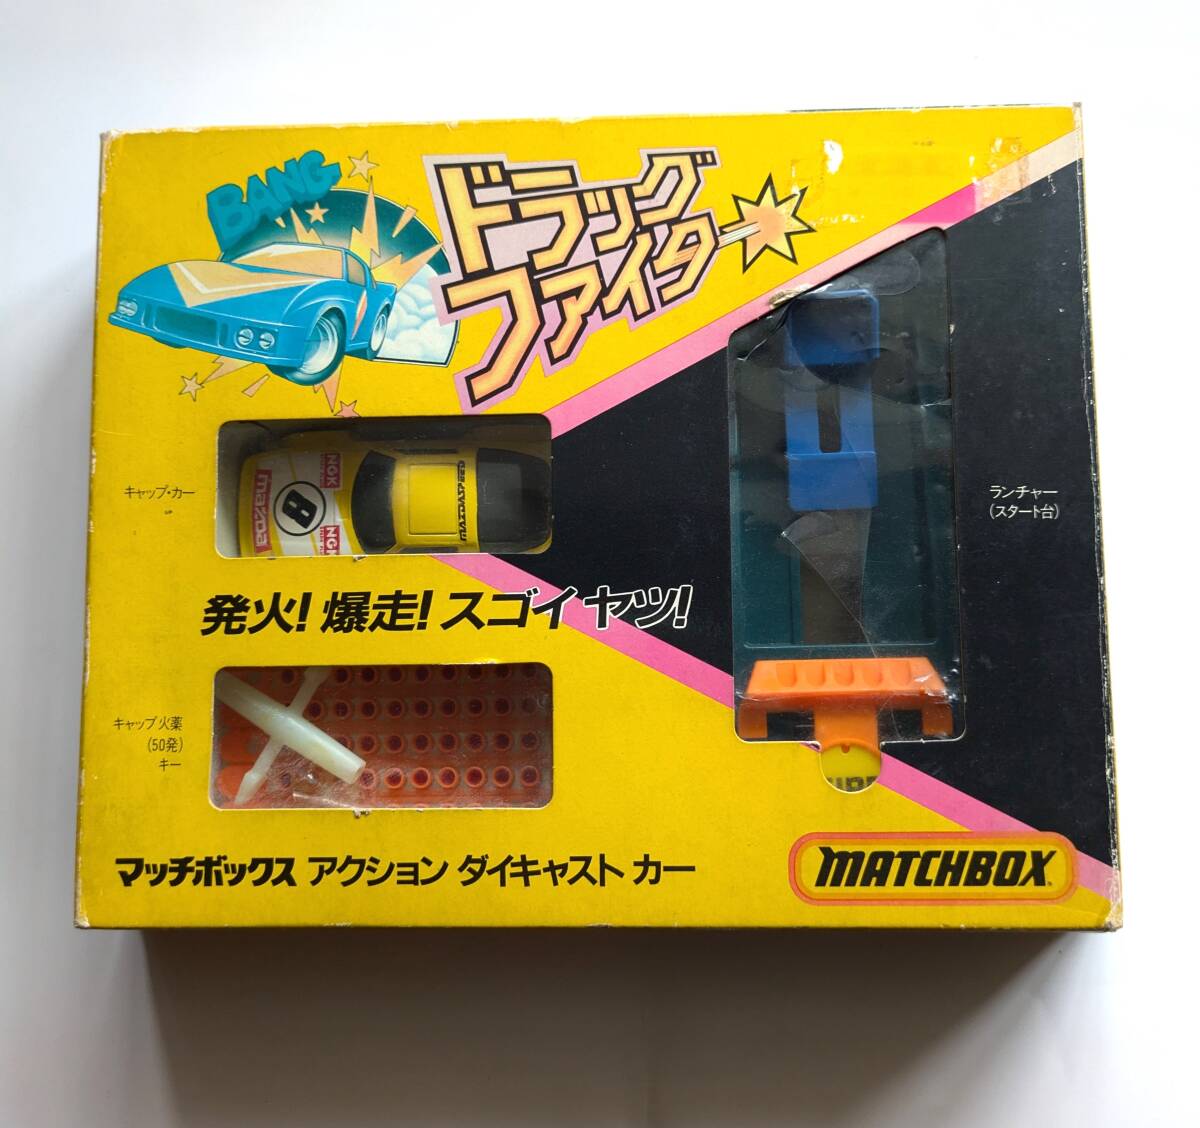 BANG
ドラッグ
ファイター
キャップ・カー
NGK
mazda
8
NGK
MAZDASPEED
ランチャー
(スタート台)
発火! 爆走! スゴイ ヤツ!
キャップ火薬
(50発)
キー
マッチボックス アクション ダイキャスト カー
MATCHBOX